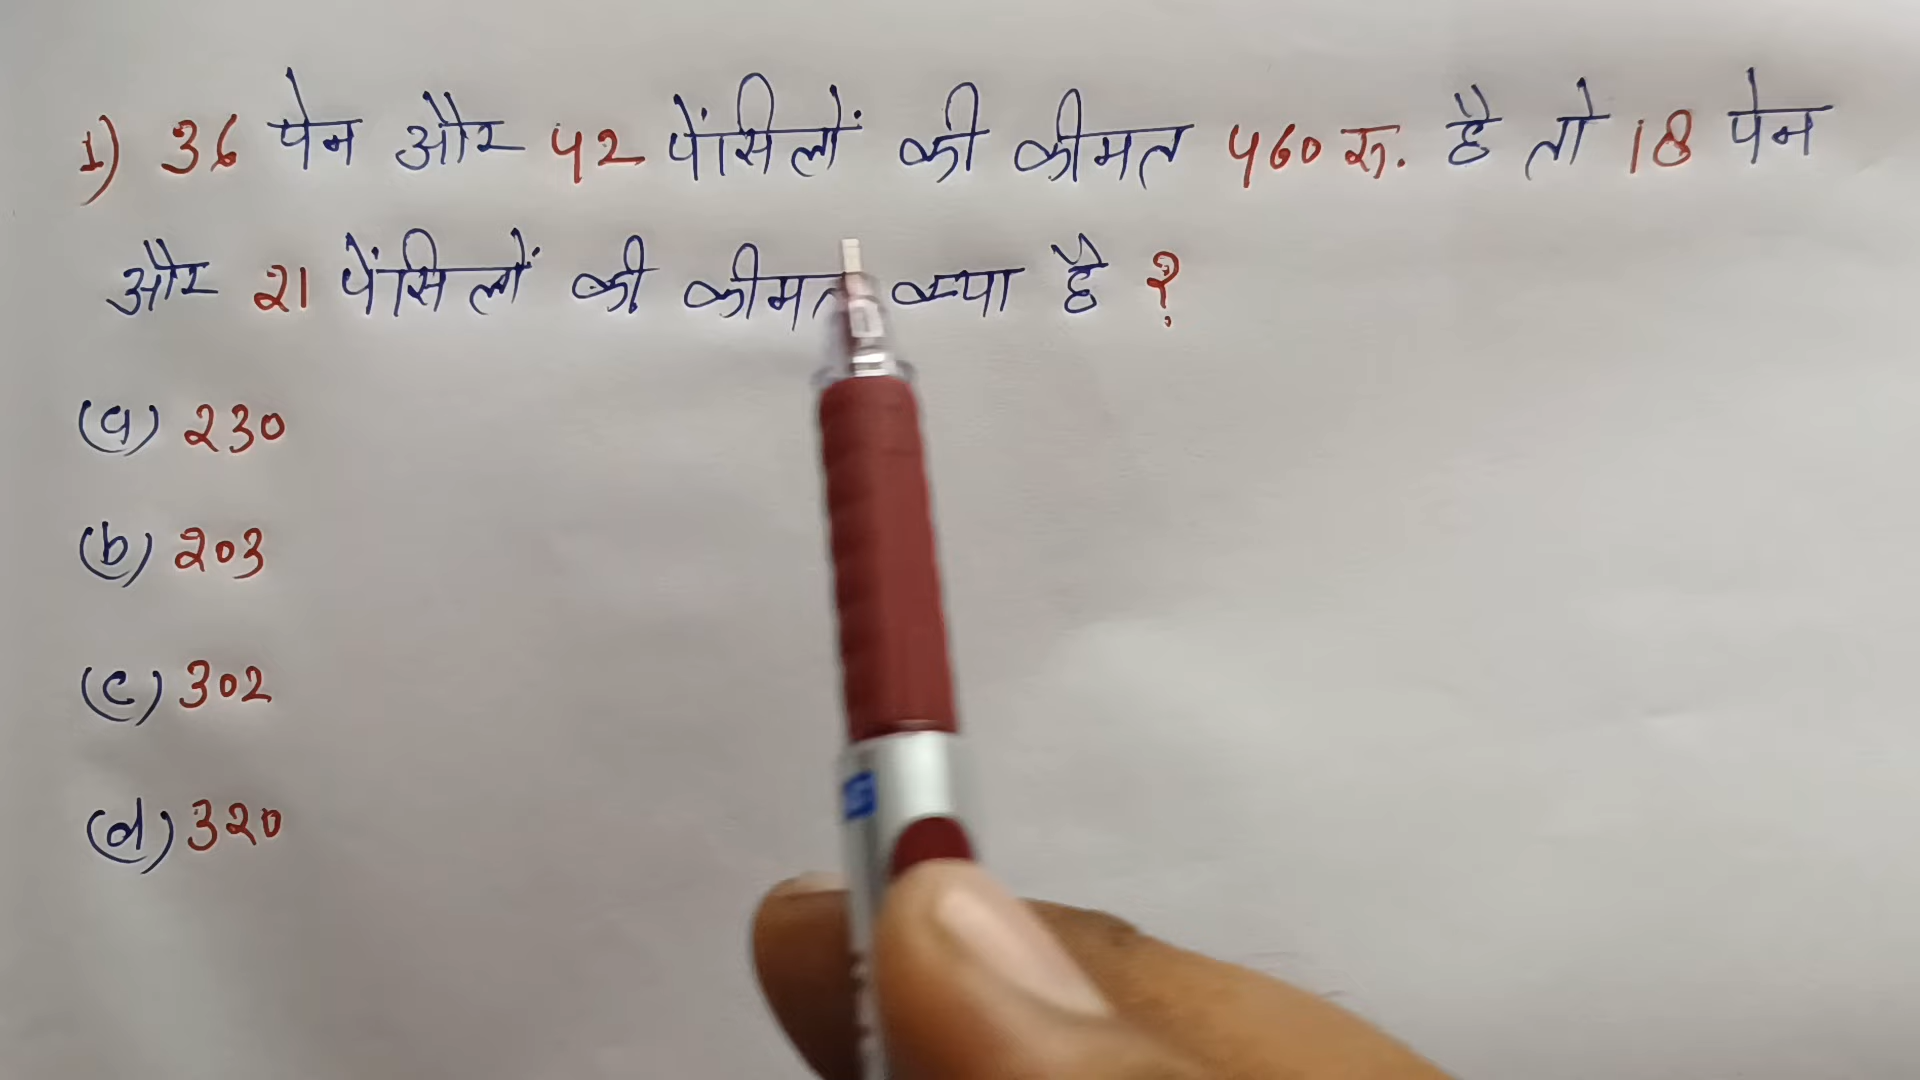 1) 36 पेन और 42 पेंसिलों की कीमत 460 रु. है तो 18 पेन
और 21 पेंसिलों की कीमत क्या है ?
(a) 230
(b) 203
(c) 302
(d) 320